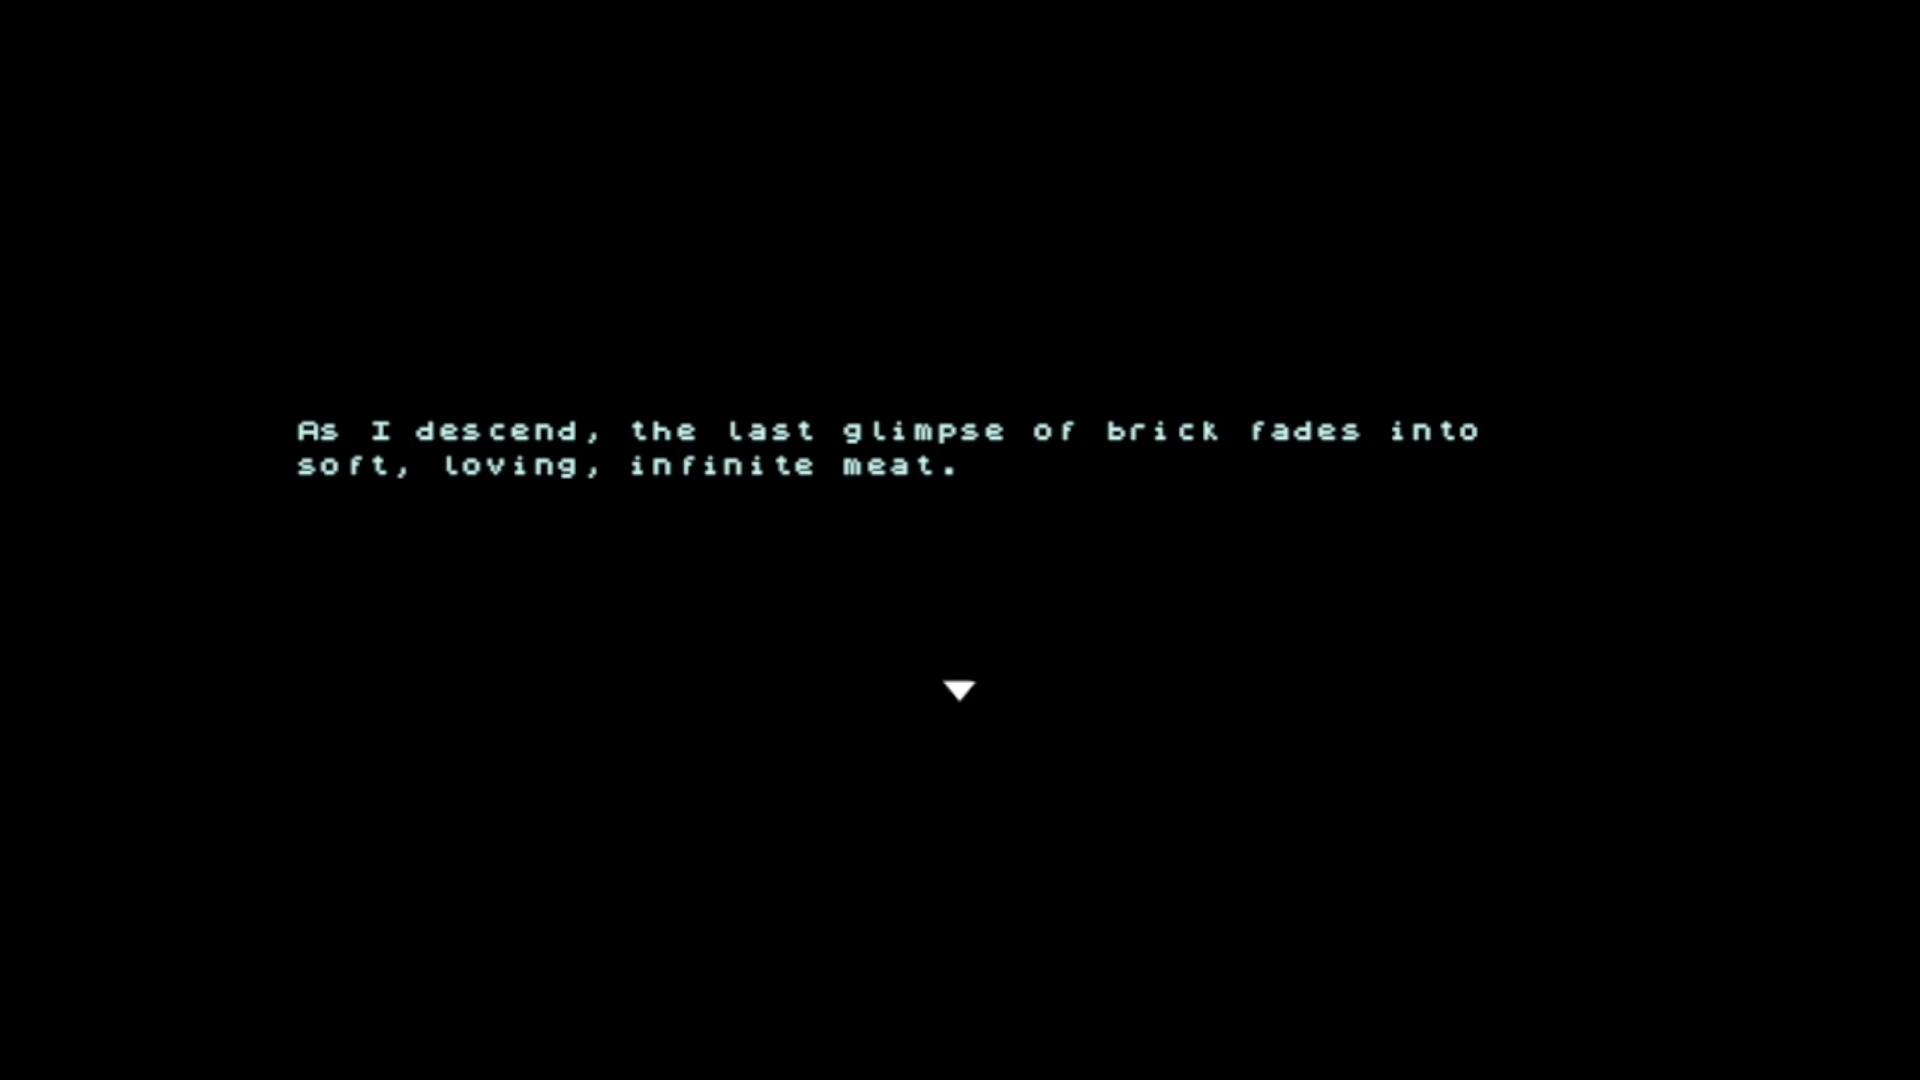 As I descend, the last glimpse of brick fades into
soft, loving, infinite meat.